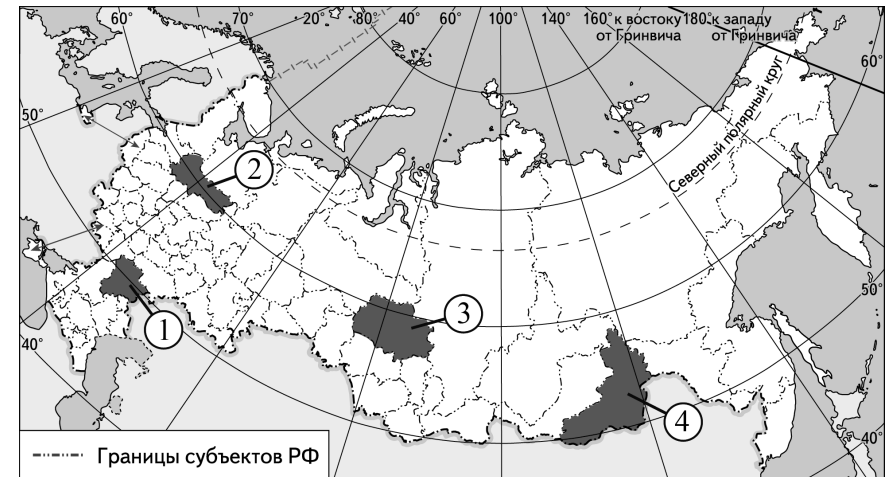 60° 70° 20° 80° 40° 60° 100° 140° 160° к востоку 180° к западу
от Гринвича от Гринвича
60°
50°
Северный полярный круг
2
3
1
4
50°
40°
40°
Границы субъектов РФ